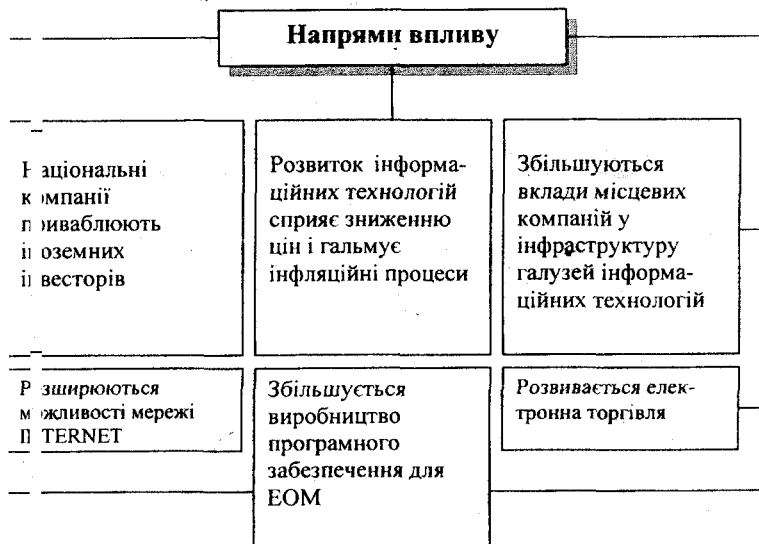 Напрями впливу
Національні
компанії
приваблюють
іноземних
інвесторів
Розвиток інформа-
ційних технологій
сприяє зниженню
цін і гальмує
інфляційні процеси
Збільшуються
вклади місцевих
компаній у
інфраструктуру
галузей інформа-
ційних технологій
Розширюються
можливості мережі
INTERNET
Збільшується
виробництво
програмного
забезпечення для
ЕОМ
Розвивається елек-
тронна торгівля